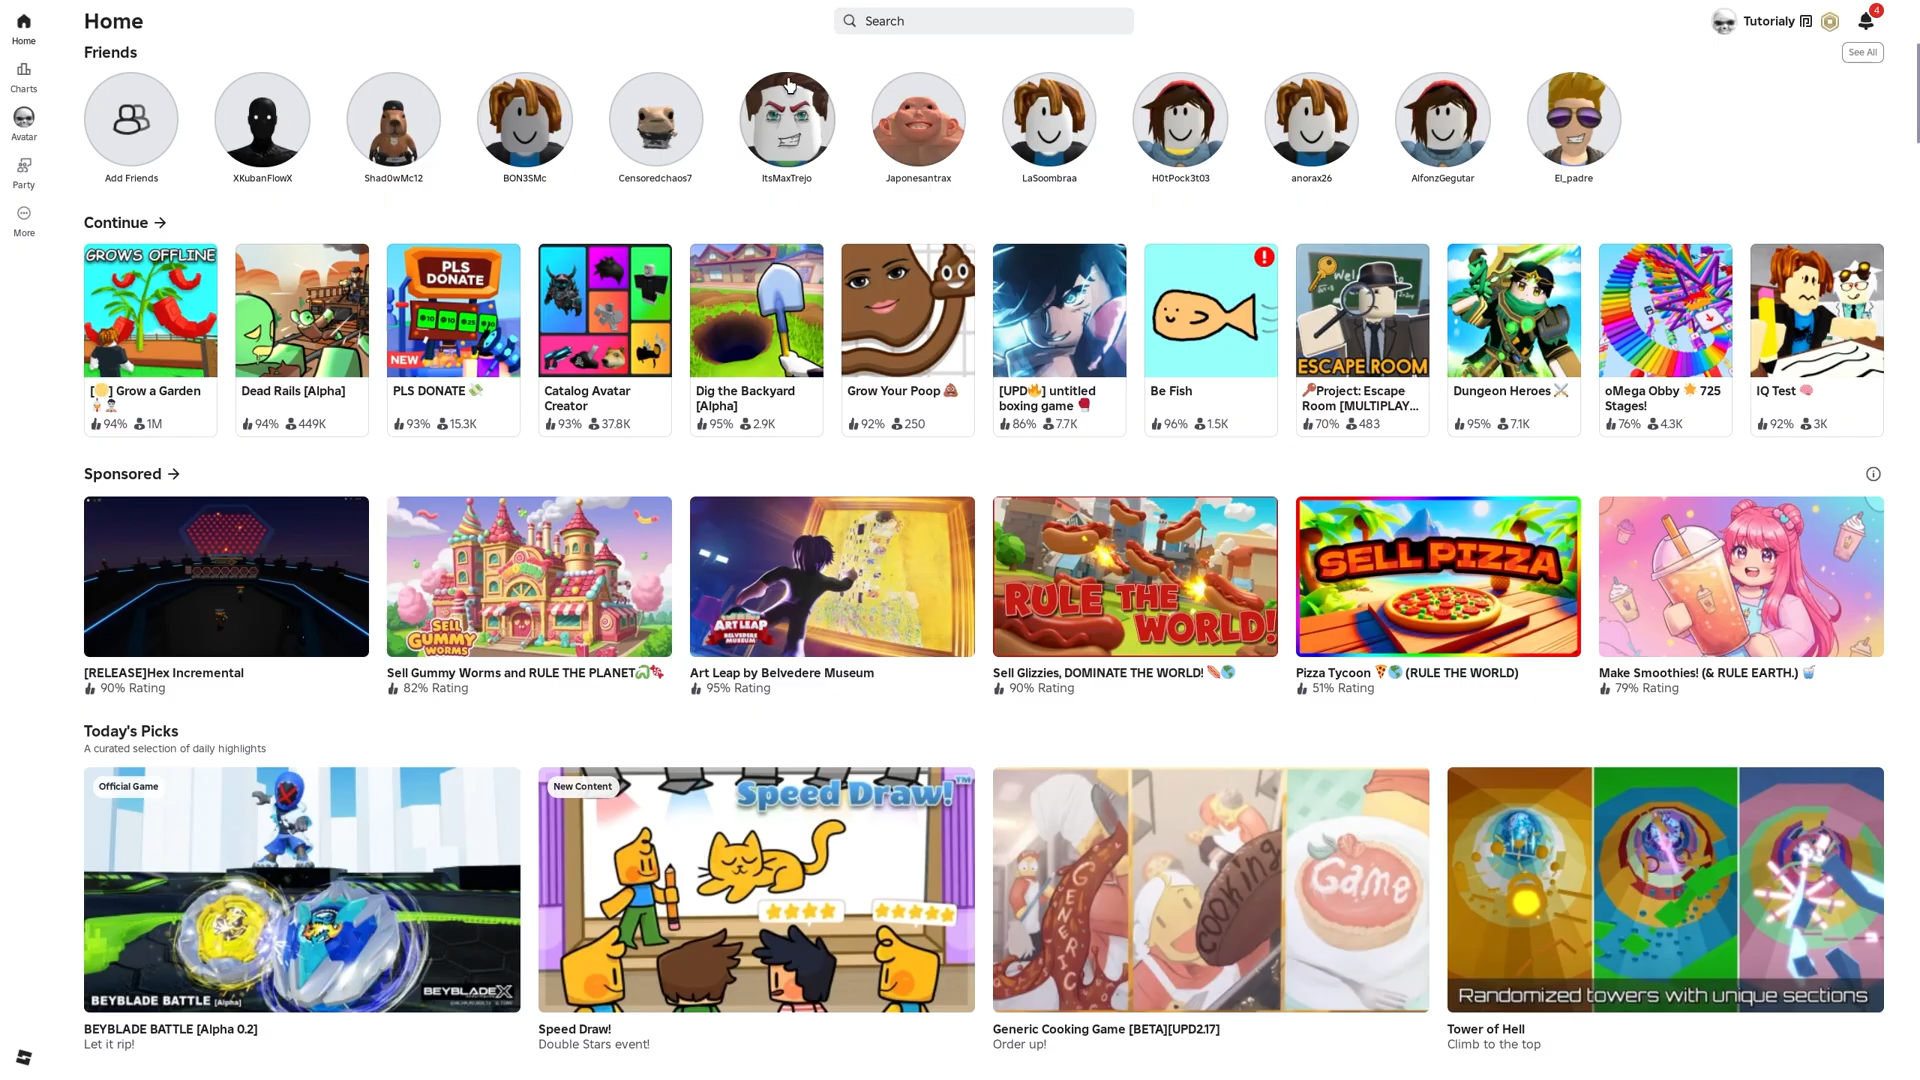 Home
Search
Tutorialy
4
Home
Charts
Avatar
Party
More
Friends
See All
Add Friends
XKubanFlowX
Shad0wMc12
BON3SMc
Censoredchaos7
ItsMaxTrejo
Japonesantrax
LaSoombraa
H0tPock3t03
anorax26
AlfonzGegutar
El_padre
Continue →
GROWS OFFLINE
[🌞] Grow a Garden
94% 1M
Dead Rails [Alpha]
94% 449K
PLS
DONATE
10 10 25
NEW
PLS DONATE 💸
93% 15.3K
Catalog Avatar
Creator
93% 37.8K
Dig the Backyard
[Alpha]
95% 2.9K
Grow Your Poop 💩
92% 250
[UPD🔥] untitled
boxing game 🥊
86% 7.7K
!
Be Fish
96% 1.5K
ESCAPE ROOM
🔎Project: Escape
Room [MULTIPLAY...
70% 483
Dungeon Heroes ⚔️
95% 7.1K
oMega Obby 🌟 725
Stages!
76% 4.3K
IQ Test 🧠
92% 3K
Sponsored →
[RELEASE]Hex Incremental
90% Rating
SELL
GUMMY
WORMS
Sell Gummy Worms and RULE THE PLANET
82% Rating
ART LEAP
BELVEDERE
MUSEUM
Art Leap by Belvedere Museum
95% Rating
RULE THE
WORLD!
Sell Glizzies, DOMINATE THE WORLD! 🌭🌎
90% Rating
SELL PIZZA
Pizza Tycoon 🍕🌎 (RULE THE WORLD)
51% Rating
Make Smoothies! (& RULE EARTH.) 🥤
79% Rating
Today's Picks
A curated selection of daily highlights
Official Game
BEYBLADE BATTLE [Alpha]
BEYBLADE X
BEYBLADE BATTLE [Alpha 0.2]
Let it rip!
New Content
Speed Draw!™
Speed Draw!
Double Stars event!
GENERIC
Cooking
Game
Generic Cooking Game [BETA][UPD2.17]
Order up!
Randomized towers with unique sections
Tower of Hell
Climb to the top